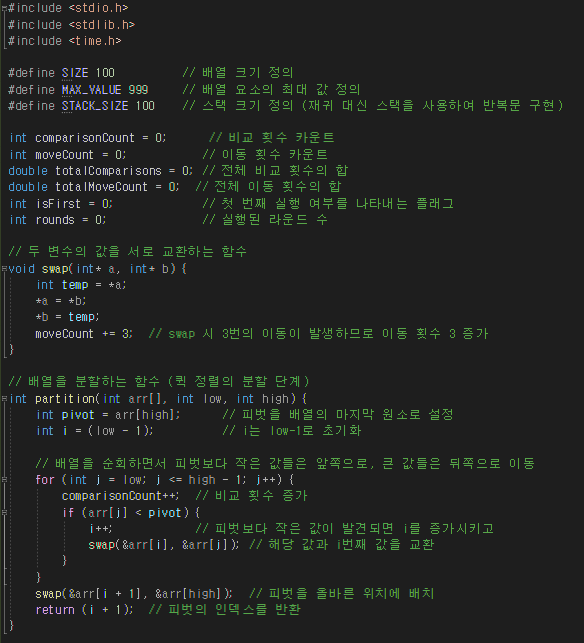 #include <stdio.h>
#include <stdlib.h>
#include <time.h>
#define SIZE 100 // 배열 크기 정의
#define MAX_VALUE 999 // 배열 요소의 최대 값 정의
#define STACK_SIZE 100 // 스택 크기 정의 (재귀 대신 스택을 사용하여 반복문 구현)
int comparisonCount = 0; // 비교 횟수 카운트
int moveCount = 0; // 이동 횟수 카운트
double totalComparisons = 0; // 전체 비교 횟수의 합
double totalMoveCount = 0; // 전체 이동 횟수의 합
int isFirst = 0; // 첫 번째 실행 여부를 나타내는 플래그
int rounds = 0; // 실행된 라운드 수
// 두 변수의 값을 서로 교환하는 함수
void swap(int* a, int* b) {
int temp = *a;
*a = *b;
*b = temp;
moveCount += 3; // swap 시 3번의 이동이 발생하므로 이동 횟수 3 증가
}
// 배열을 분할하는 함수 (퀵 정렬의 분할 단계)
int partition(int arr[], int low, int high) {
int pivot = arr[high]; // 피벗을 배열의 마지막 원소로 설정
int i = (low - 1); // i는 low-1로 초기화
// 배열을 순회하면서 피벗보다 작은 값들은 앞쪽으로, 큰 값들은 뒤쪽으로 이동
for (int j = low; j <= high - 1; j++) {
comparisonCount++; // 비교 횟수 증가
if (arr[j] < pivot) {
i++; // 피벗보다 작은 값이 발견되면 i를 증가시키고
swap(&arr[i], &arr[j]); // 해당 값과 i번째 값을 교환
}
}
swap(&arr[i + 1], &arr[high]); // 피벗을 올바른 위치에 배치
return (i + 1); // 피벗의 인덱스를 반환
}